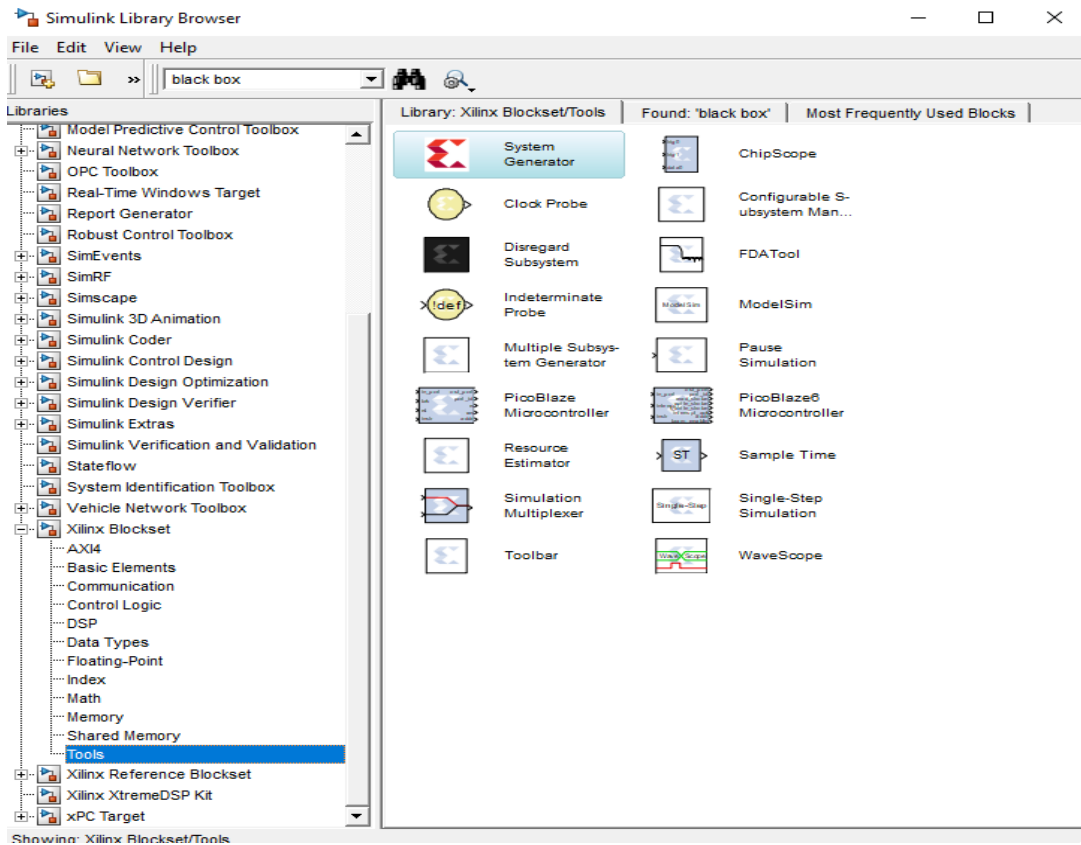 Simulink Library Browser
File Edit View Help
» black box
Libraries
Model Predictive Control Toolbox
Neural Network Toolbox
OPC Toolbox
Real-Time Windows Target
Report Generator
Robust Control Toolbox
SimEvents
SimRF
Simscape
Simulink 3D Animation
Simulink Coder
Simulink Control Design
Simulink Design Optimization
Simulink Design Verifier
Simulink Extras
Simulink Verification and Validation
Stateflow
System Identification Toolbox
Vehicle Network Toolbox
Xilinx Blockset
AXI4
Basic Elements
Communication
Control Logic
DSP
Data Types
Floating-Point
Index
Math
Memory
Shared Memory
Tools
Xilinx Reference Blockset
Xilinx XtremeDSP Kit
xPC Target
Library: Xilinx Blockset/Tools Found: 'black box' Most Frequently Used Blocks
System
Generator
ChipScope
Clock Probe
Configurable S-
ubsystem Man...
Disregard
Subsystem
FDATool
!def
Indeterminate
Probe
ModelSim
ModelSim
Multiple Subsys-
tem Generator
Pause
Simulation
PicoBlaze
Microcontroller
PicoBlaze6
Microcontroller
Resource
Estimator
ST
Sample Time
Simulation
Multiplexer
Single-Step
Single-Step
Simulation
Toolbar
WaveScope
Wave Scope
Showing: Xilinx Blockset/Tools